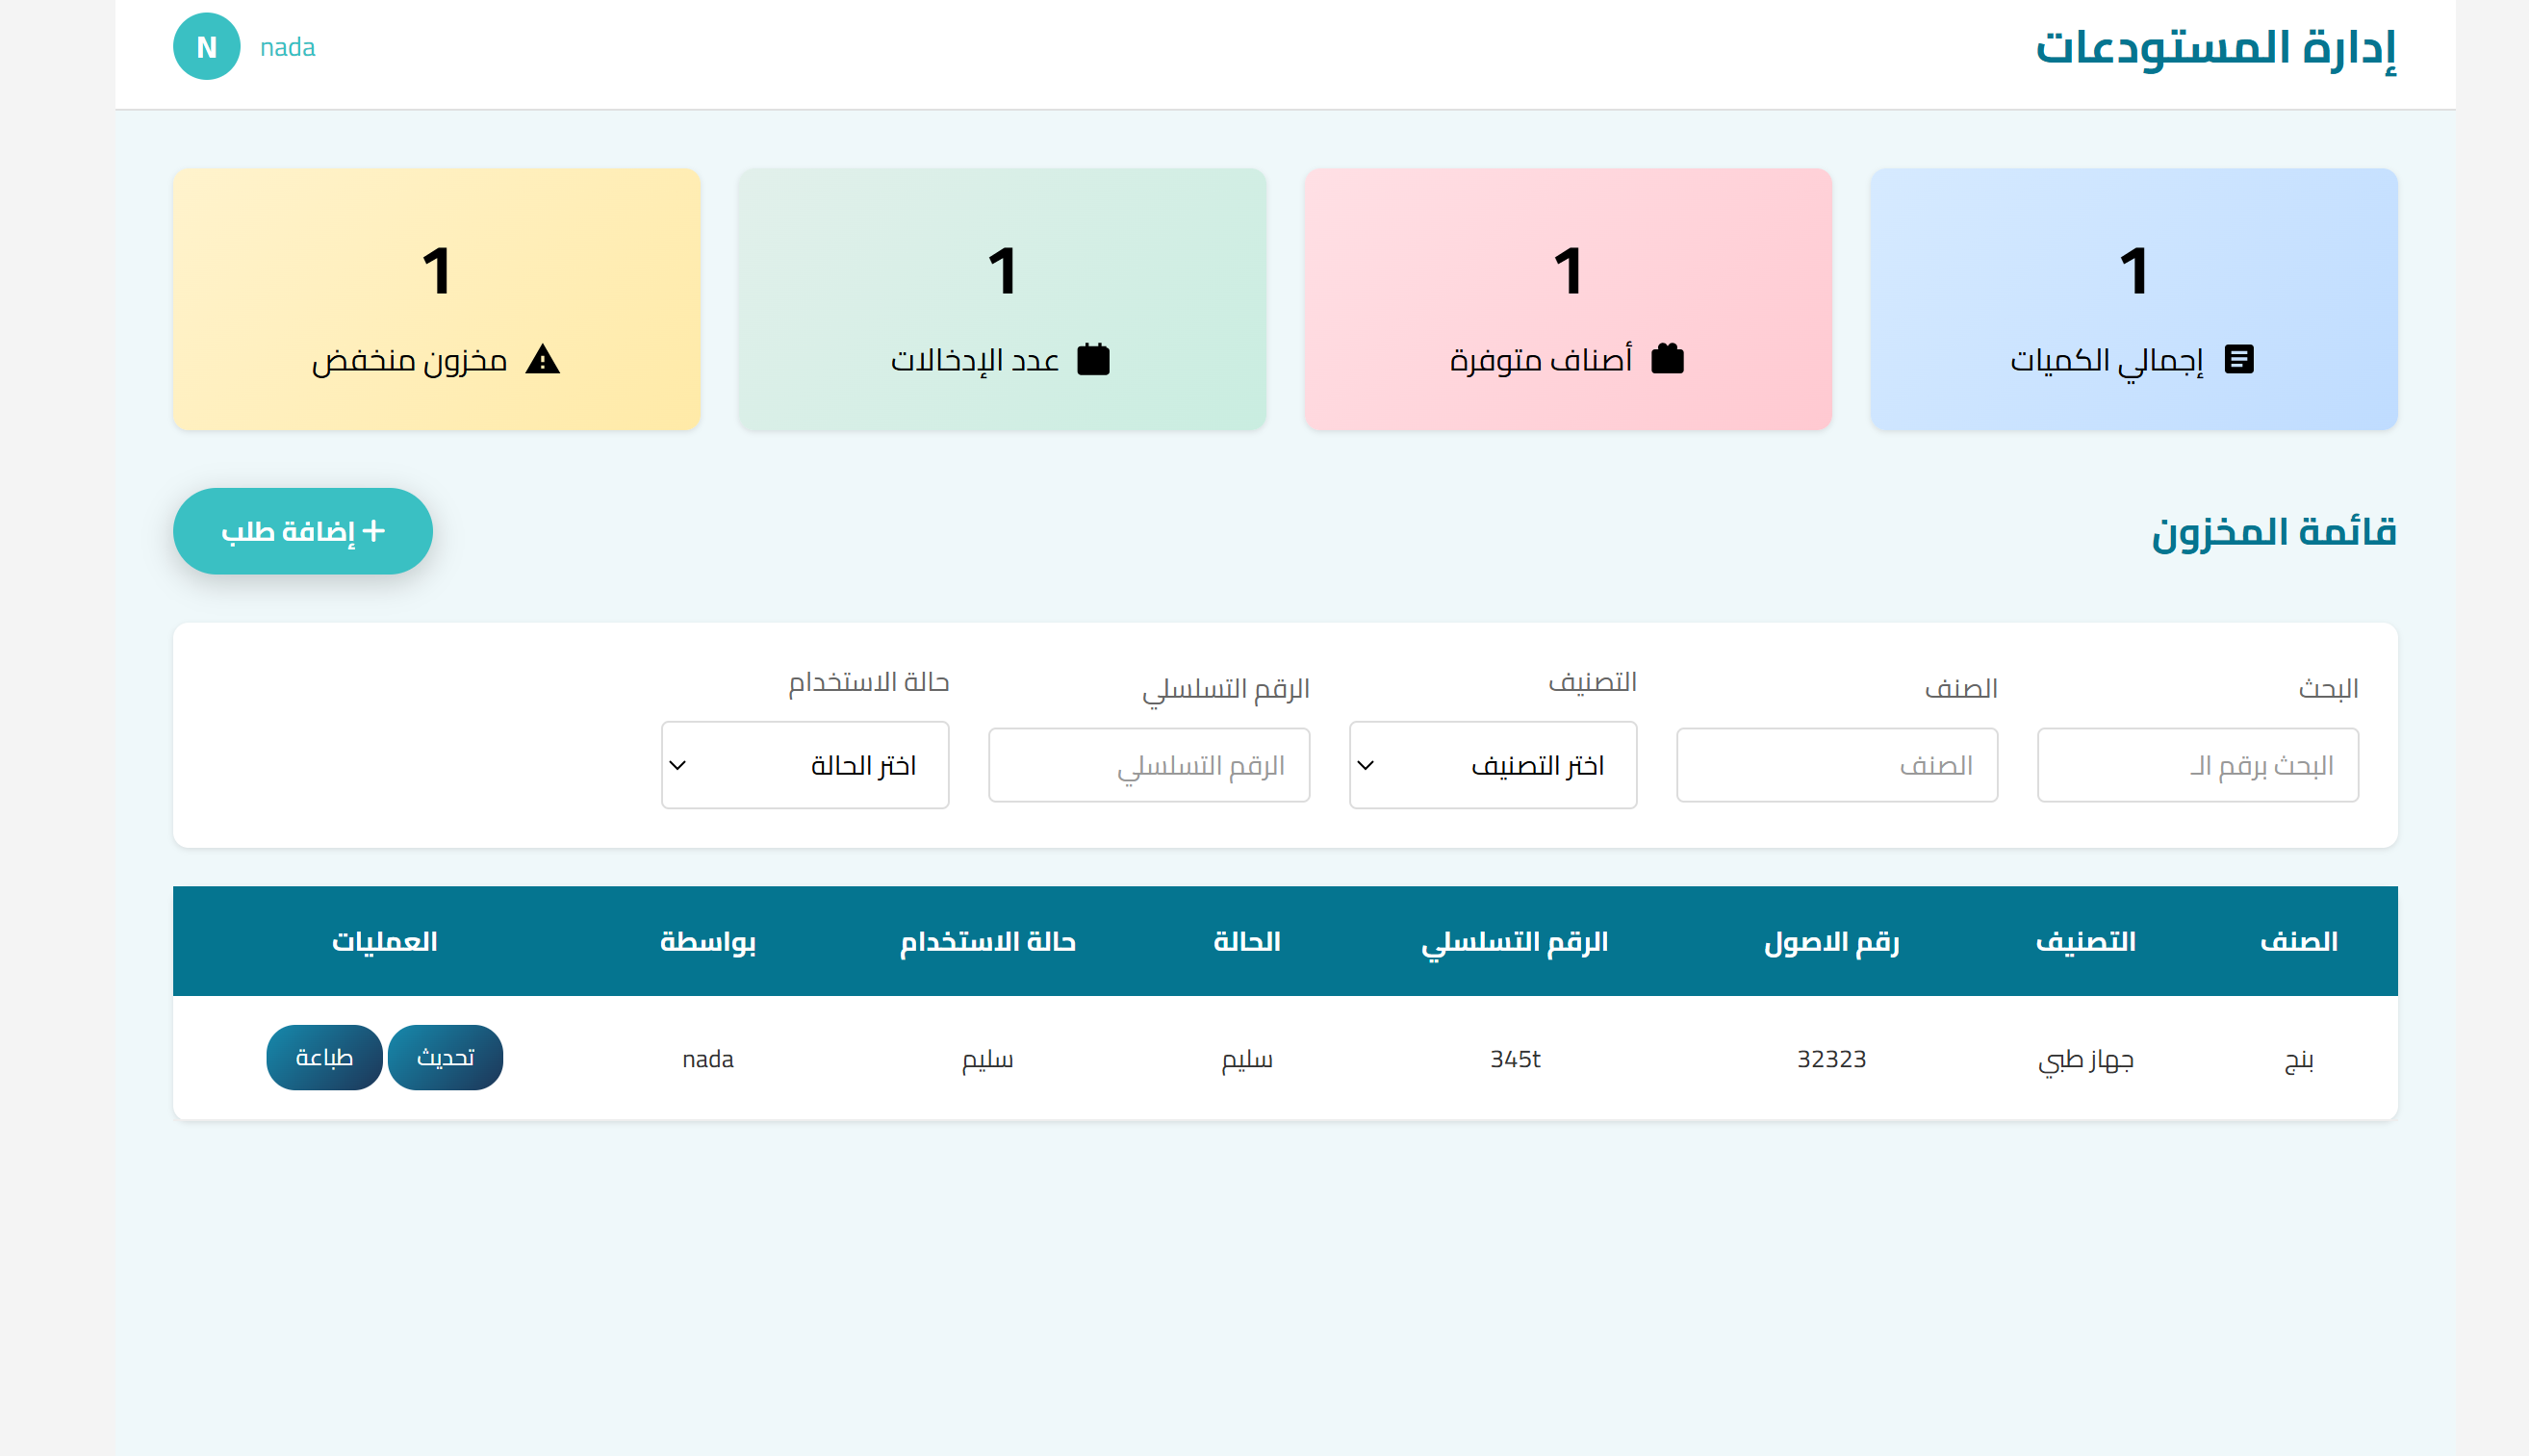 إدارة المستودعات
nada
N
1
إجمالي الكميات
1
أصناف متوفرة
1
عدد الإدخالات
1
مخزون منخفض
قائمة المخزون
+ إضافة طلب
البحث
الصنف
التصنيف
الرقم التسلسلي
حالة الاستخدام
البحث برقم الـ
الصنف
اختر التصنيف
الرقم التسلسلي
اختر الحالة
الصنف التصنيف رقم الاصول الرقم التسلسلي الحالة حالة الاستخدام بواسطة العمليات
بنج جهاز طبي 32323 345t سليم سليم nada تحديث طباعة